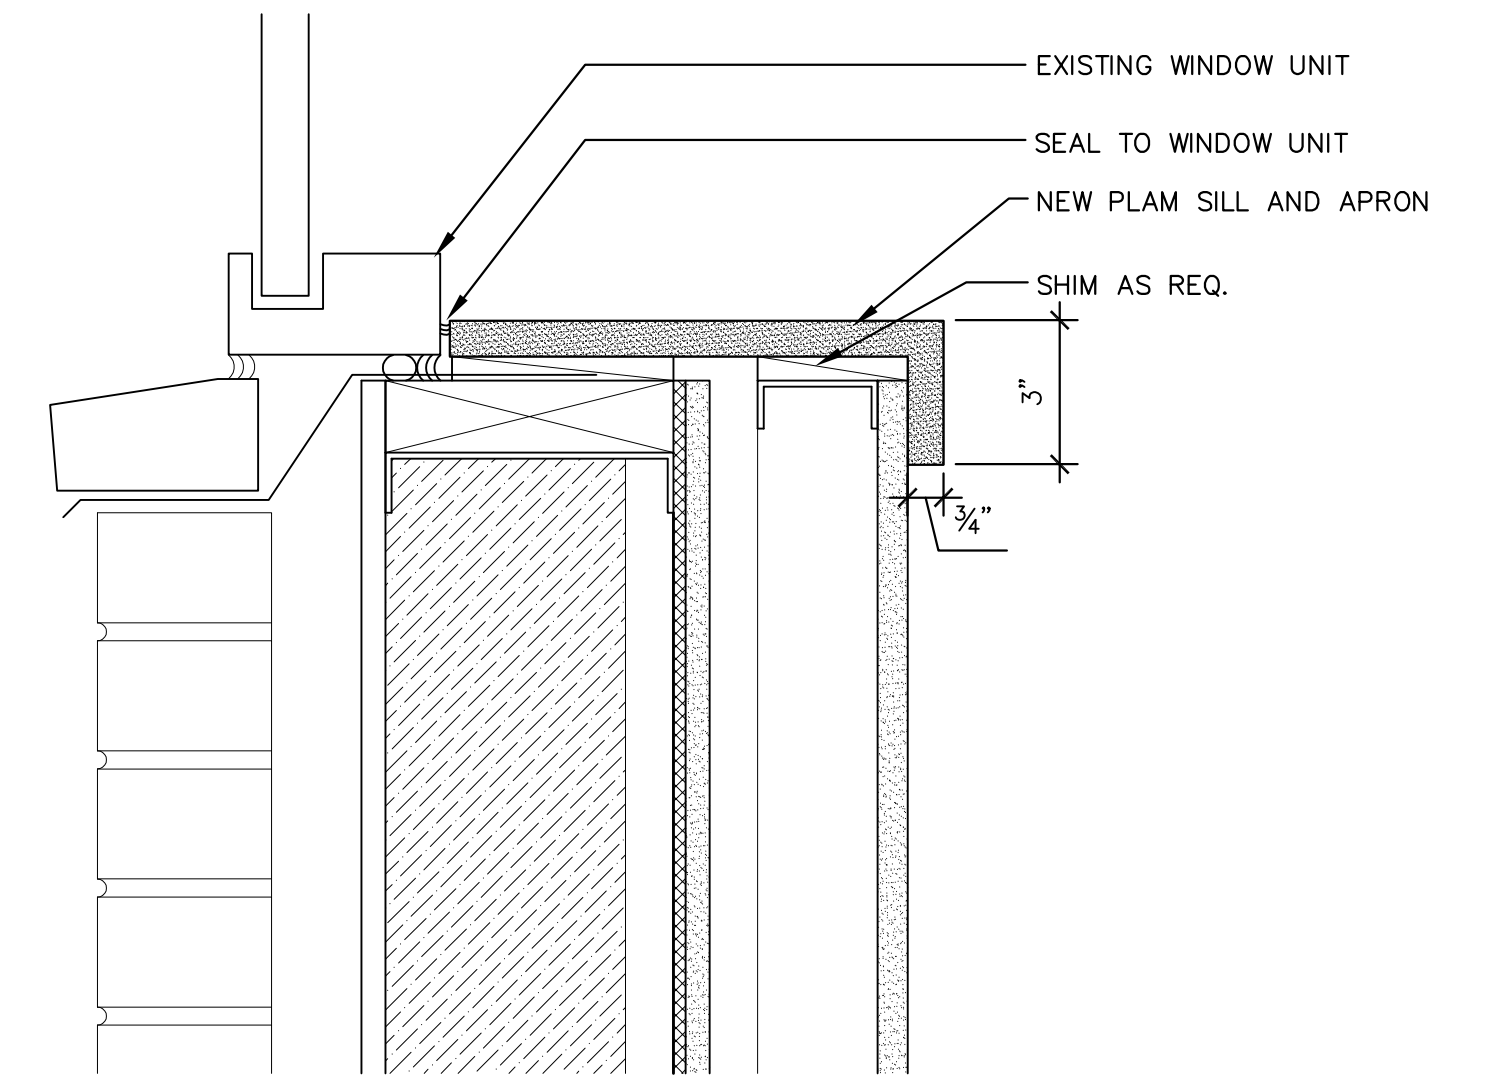 EXISTING WINDOW UNIT
SEAL TO WINDOW UNIT
NEW PLAM SILL AND APRON
SHIM AS REQ.
3"
3/4"